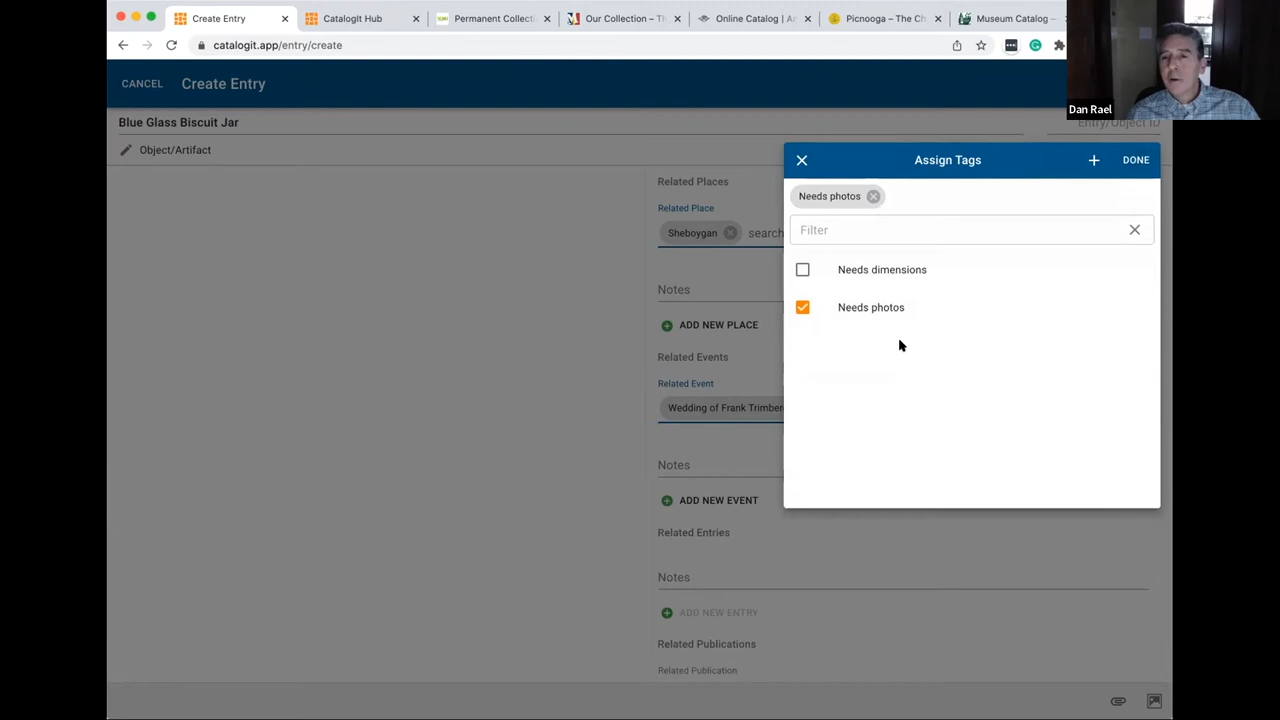 Create Entry
Catalogit Hub
Permanent Collecti
Our Collection – Th
Online Catalog | A
Picnooga – The Ch
Museum Catalog –
catalogit.app/entry/create
CANCEL
Create Entry
Dan Rael
Blue Glass Biscuit Jar
Entry/Object ID
Object/Artifact
Assign Tags
DONE
Related Places
Needs photos
Related Place
Sheboygan
search
Filter
Needs dimensions
Notes
Needs photos
ADD NEW PLACE
Related Events
Related Event
Wedding of Frank Trimber
Notes
ADD NEW EVENT
Related Entries
Notes
ADD NEW ENTRY
Related Publications
Related Publication